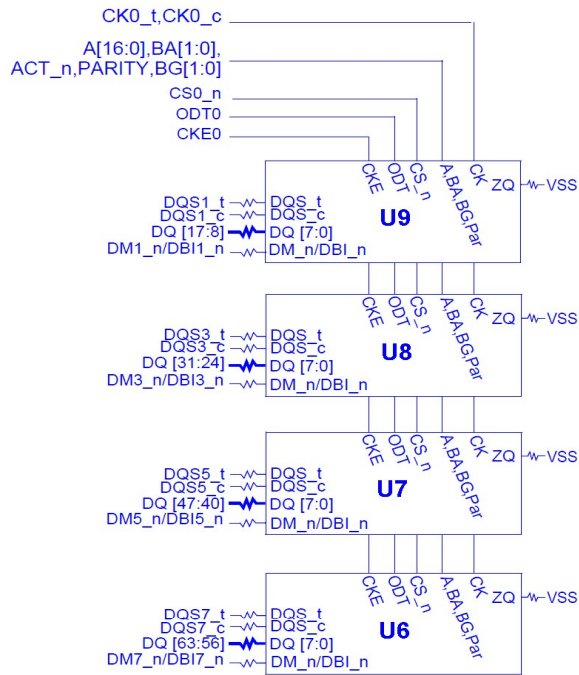 CK0_t,CK0_c
A[16:0],BA[1:0],
ACT_n,PARITY,BG[1:0]
CS0_n
ODT0
CKE0
CKE ODT CS_n A,BA,BG,Par CK ZQ VSS
DQS1_t DQS_t
DQS1_c DQS_c
U9
DQ [17:8] DQ [7:0]
DM1_n/DBI1_n DM_n/DBI_n
CKE ODT CS_n A,BA,BG,Par CK ZQ VSS
DQS3_t DQS_t
DQS3_c DQS_c
U8
DQ [31:24] DQ [7:0]
DM3_n/DBI3_n DM_n/DBI_n
CKE ODT CS_n A,BA,BG,Par CK ZQ VSS
DQS5_t DQS_t
DQS5_c DQS_c
U7
DQ [47:40] DQ [7:0]
DM5_n/DBI5_n DM_n/DBI_n
CKE ODT CS_n A,BA,BG,Par CK ZQ VSS
DQS7_t DQS_t
DQS7_c DQS_c
U6
DQ [63:56] DQ [7:0]
DM7_n/DBI7_n DM_n/DBI_n